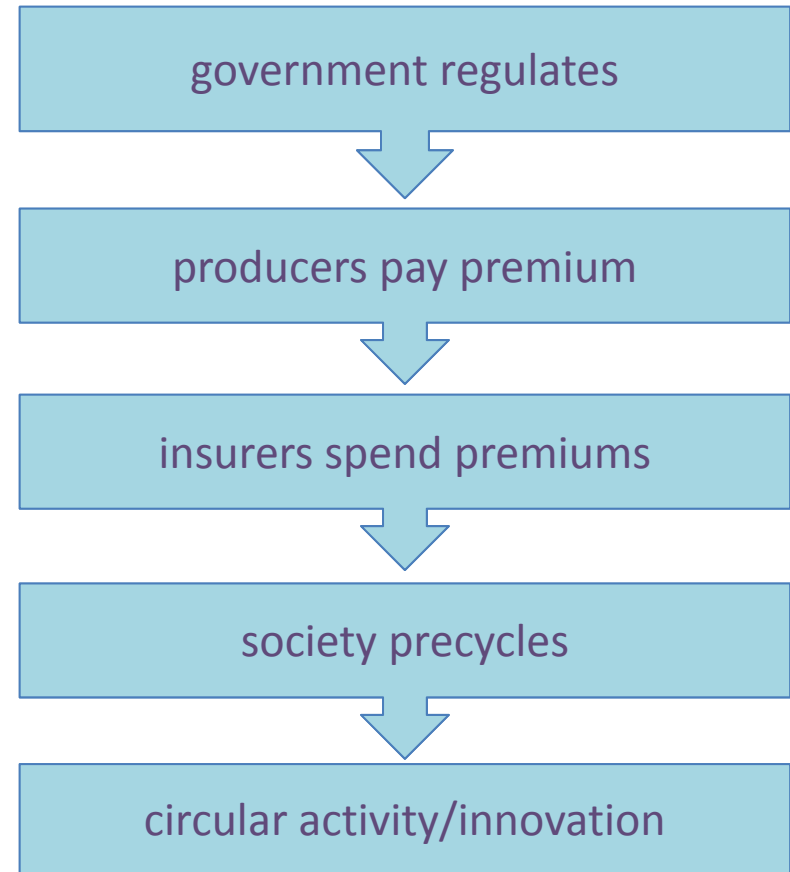 government regulates
producers pay premium
insurers spend premiums
society precycles
circular activity/innovation